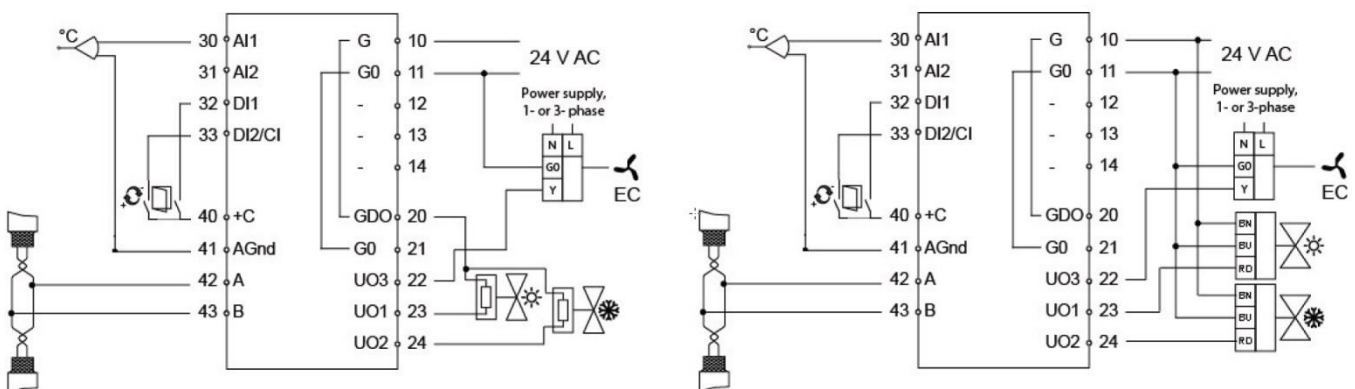 °C
30 AI1 G 10
31 AI2 G0 11
24 V AC
32 DI1 - 12
Power supply,
1- or 3- phase
33 DI2/CI - 13
N L
- 14
G0
Y
EC
40 +C GDO 20
41 AGnd G0 21
42 A UO3 22
43 B UO1 23
UO2 24
°C
30 AI1 G 10
31 AI2 G0 11
24 V AC
32 DI1 - 12
Power supply,
1- or 3-phase
33 DI2/CI - 13
N L
- 14
G0
Y
EC
40 +C GDO 20
BN
41 AGnd G0 21
BU
RD
42 A UO3 22
BN
43 B UO1 23
BU
UO2 24
RD